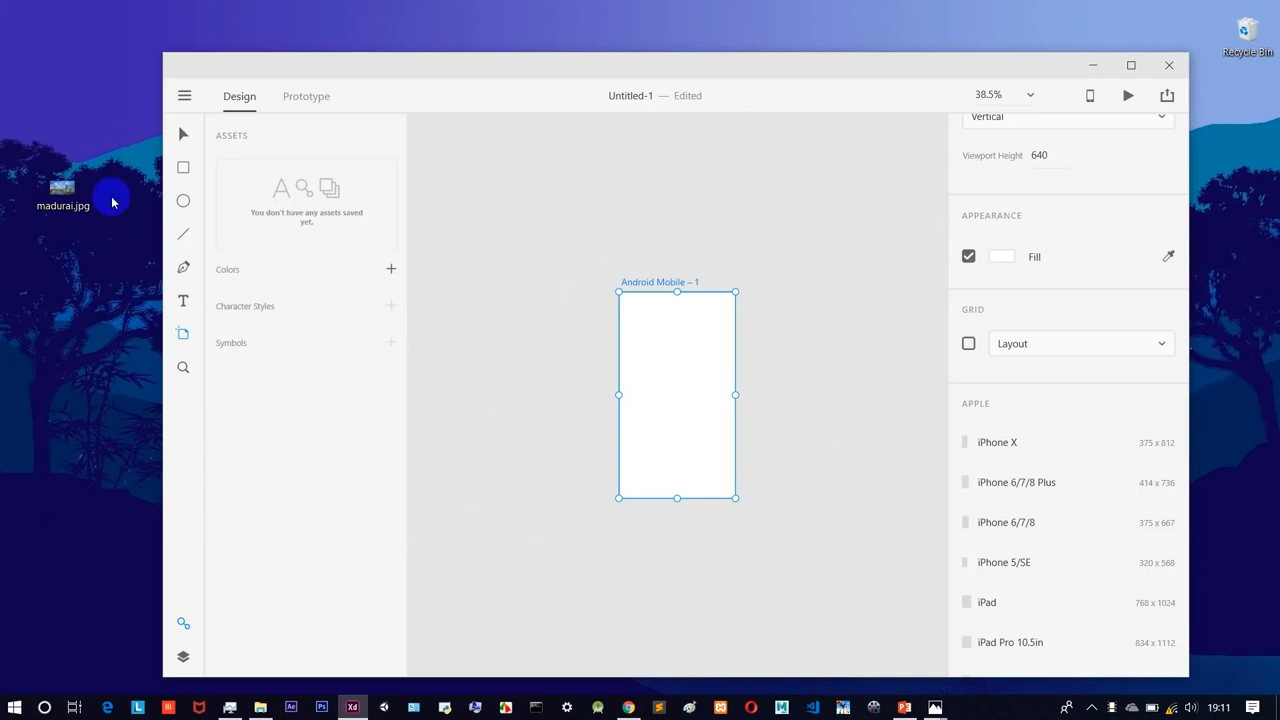 Recycle Bin
Design
Prototype
Untitled-1 — Edited
38.5%
ASSETS
Vertical
Viewport Height 640
madurai.jpg
You don't have any assets saved
yet.
APPEARANCE
Fill
Colors
Android Mobile – 1
Character Styles
GRID
Symbols
Layout
APPLE
iPhone X 375 x 812
iPhone 6/7/8 Plus 414 x 736
iPhone 6/7/8 375 x 667
iPhone 5/SE 320 x 568
iPad 768 x 1024
iPad Pro 10.5in 834 x 1112
Ae
Ps
Xd
19:11